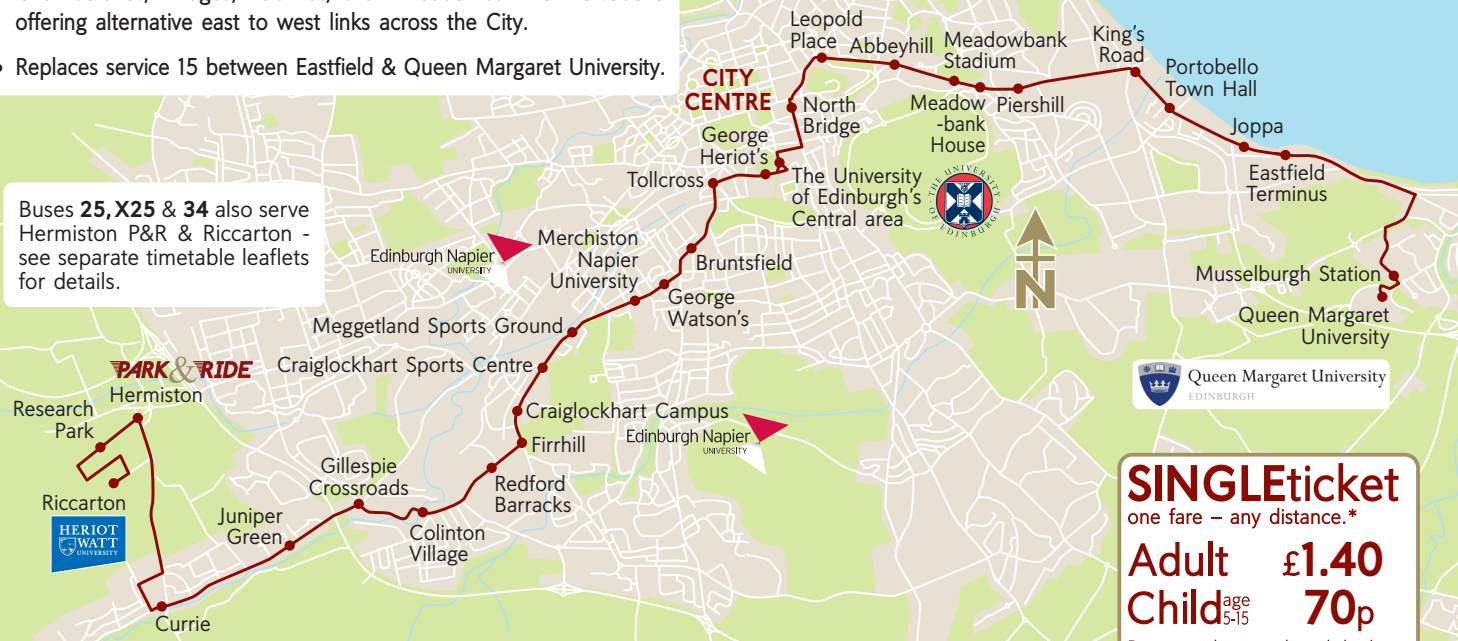 offering alternative east to west links across the City.
• Replaces service 15 between Eastfield & Queen Margaret University.
Buses 25, X25 & 34 also serve
Hermiston P&R & Riccarton -
see separate timetable leaflets
for details.
CITY
CENTRE
Leopold
Place
Abbeyhill
Meadowbank
Stadium
King's
Road
Portobello
Town Hall
North
Bridge
Meadow
-bank
House
Piershill
Joppa
Eastfield
Terminus
George
Heriot's
Tollcross
The University
of Edinburgh's
Central area
THE UNIVERSITY OF EDINBURGH
N
Musselburgh Station
Queen Margaret
University
Queen Margaret University
EDINBURGH
Edinburgh Napier
UNIVERSITY
Merchiston
Napier
University
Bruntsfield
George
Watson's
Meggetland Sports Ground
Craiglockhart Sports Centre
Craiglockhart Campus
Edinburgh Napier
UNIVERSITY
Firrhill
Redford
Barracks
PARK & RIDE
Hermiston
Research
Park
Riccarton
HERIOT
WATT
UNIVERSITY
Gillespie
Crossroads
Juniper
Green
Colinton
Village
Currie
SINGLEticket
one fare – any distance.*
Adult £1.40
Child age 5-15 70p